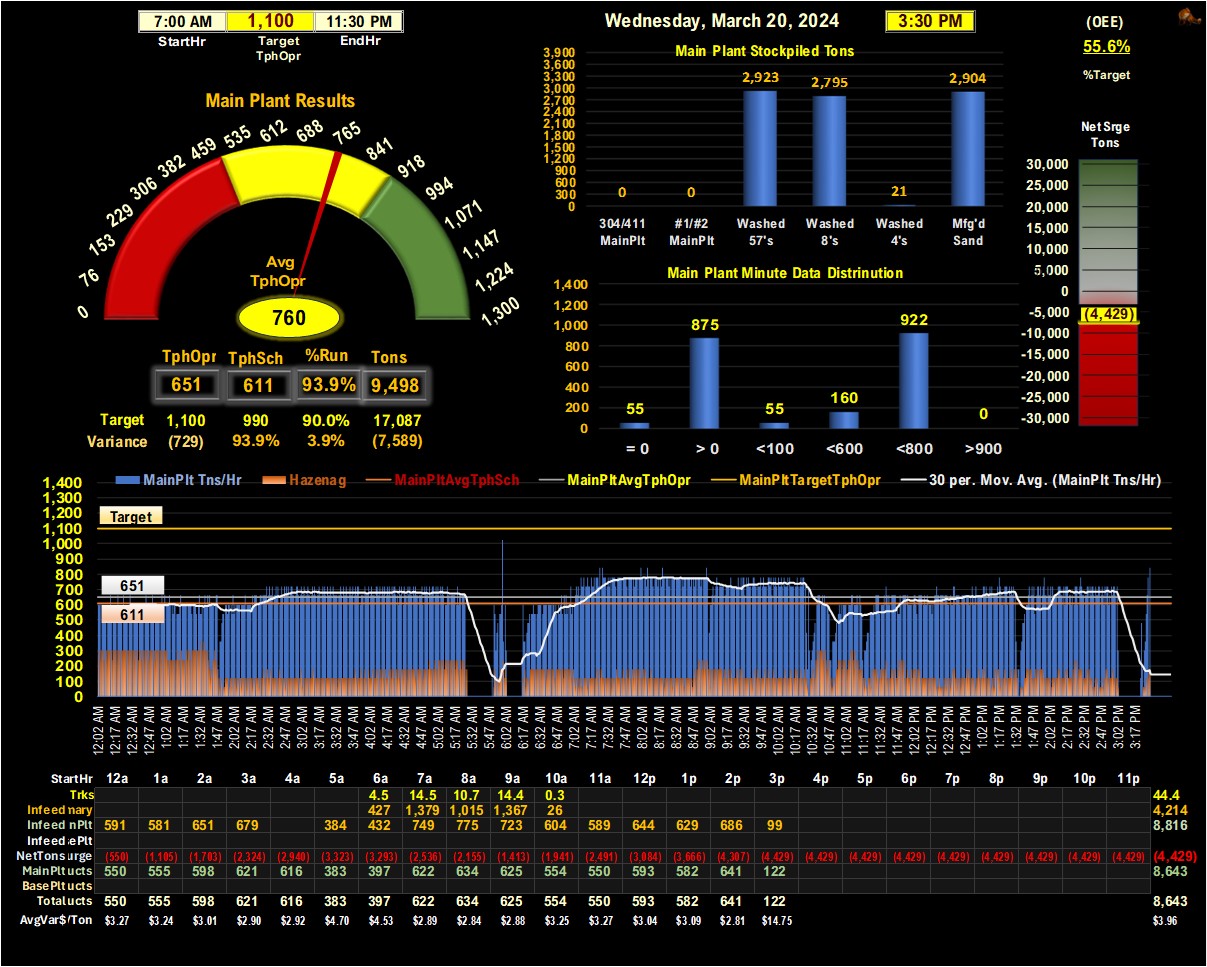 7:00 AM 1,100 11:30 PM
StartHr Target TphOpr EndHr
Wednesday, March 20, 2024 3:30 PM
(OEE)
55.6%
%Target
Main Plant Results
0 76 153 229 306 382 459 535 612 688 765 841 918 994 1,071 1,147 1,224 1,300
Avg
TphOpr
760
TphOpr TphSch %Run Tons
651 611 93.9% 9,498
Target 1,100 990 90.0% 17,087
Variance (729) 93.9% 3.9% (7,589)
Main Plant Stockpiled Tons
3,900
3,600
3,300
3,000
2,700
2,400
2,100
1,800
1,500
1,200
900
600
300
0
0 0 2,923 2,795 21 2,904
304/411 #1/#2 Washed Washed Washed Mfg'd
MainPlt MainPlt 57's 8's 4's Sand
Main Plant Minute Data Distrinution
1,400
1,200
1,000
800
600
400
200
0
55 875 55 160 922 0
= 0 > 0 <100 <600 <800 >900
Net Srge
Tons
30,000
25,000
20,000
15,000
10,000
5,000
0
-5,000
(4,429)
-10,000
-15,000
-20,000
-25,000
-30,000
MainPlt Tns/Hr Hazenag MainPltAvgTphSch MainPltAvgTphOpr MainPltTargetTphOpr 30 per. Mov. Avg. (MainPlt Tns/Hr)
1,400
1,300
1,200
1,100
1,000
900
800
700
600
500
400
300
200
100
0
Target
651
611
12:02 AM 12:17 AM 12:32 AM 12:47 AM 1:02 AM 1:17 AM 1:32 AM 1:47 AM 2:02 AM 2:17 AM 2:32 AM 2:47 AM 3:02 AM 3:17 AM 3:32 AM 3:47 AM 4:02 AM 4:17 AM 4:32 AM 4:47 AM 5:02 AM 5:17 AM 5:32 AM 5:47 AM 6:02 AM 6:17 AM 6:32 AM 6:47 AM 7:02 AM 7:17 AM 7:32 AM 7:47 AM 8:02 AM 8:17 AM 8:32 AM 8:47 AM 9:02 AM 9:17 AM 9:32 AM 9:47 AM 10:02 AM 10:17 AM 10:32 AM 10:47 AM 11:02 AM 11:17 AM 11:32 AM 11:47 AM 12:02 PM 12:17 PM 12:32 PM 12:47 PM 1:02 PM 1:17 PM 1:32 PM 1:47 PM 2:02 PM 2:17 PM 2:32 PM 2:47 PM 3:02 PM 3:17 PM
StartHr 12a 1a 2a 3a 4a 5a 6a 7a 8a 9a 10a 11a 12p 1p 2p 3p 4p 5p 6p 7p 8p 9p 10p 11p
Trks 4.5 14.5 10.7 14.4 0.3 44.4
Infeed nary 427 1,379 1,015 1,367 26 4,214
Infeed nPlt 591 581 651 679 384 432 749 775 723 604 589 644 629 686 99 8,816
Infeed ePlt
NetTons urge (550) (1,105) (1,703) (2,324) (2,940) (3,323) (3,293) (2,536) (2,155) (1,413) (1,941) (2,491) (3,084) (3,666) (4,307) (4,429) (4,429) (4,429) (4,429) (4,429) (4,429) (4,429) (4,429) (4,429) (4,429)
MainPlt ucts 550 555 598 621 616 383 397 622 634 625 554 550 593 582 641 122 8,643
BasePlt ucts
Total ucts 550 555 598 621 616 383 397 622 634 625 554 550 593 582 641 122 8,643
AvgVar$/Ton $3.27 $3.24 $3.01 $2.90 $2.92 $4.70 $4.53 $2.89 $2.84 $2.88 $3.25 $3.27 $3.04 $3.09 $2.81 $14.75 $3.96